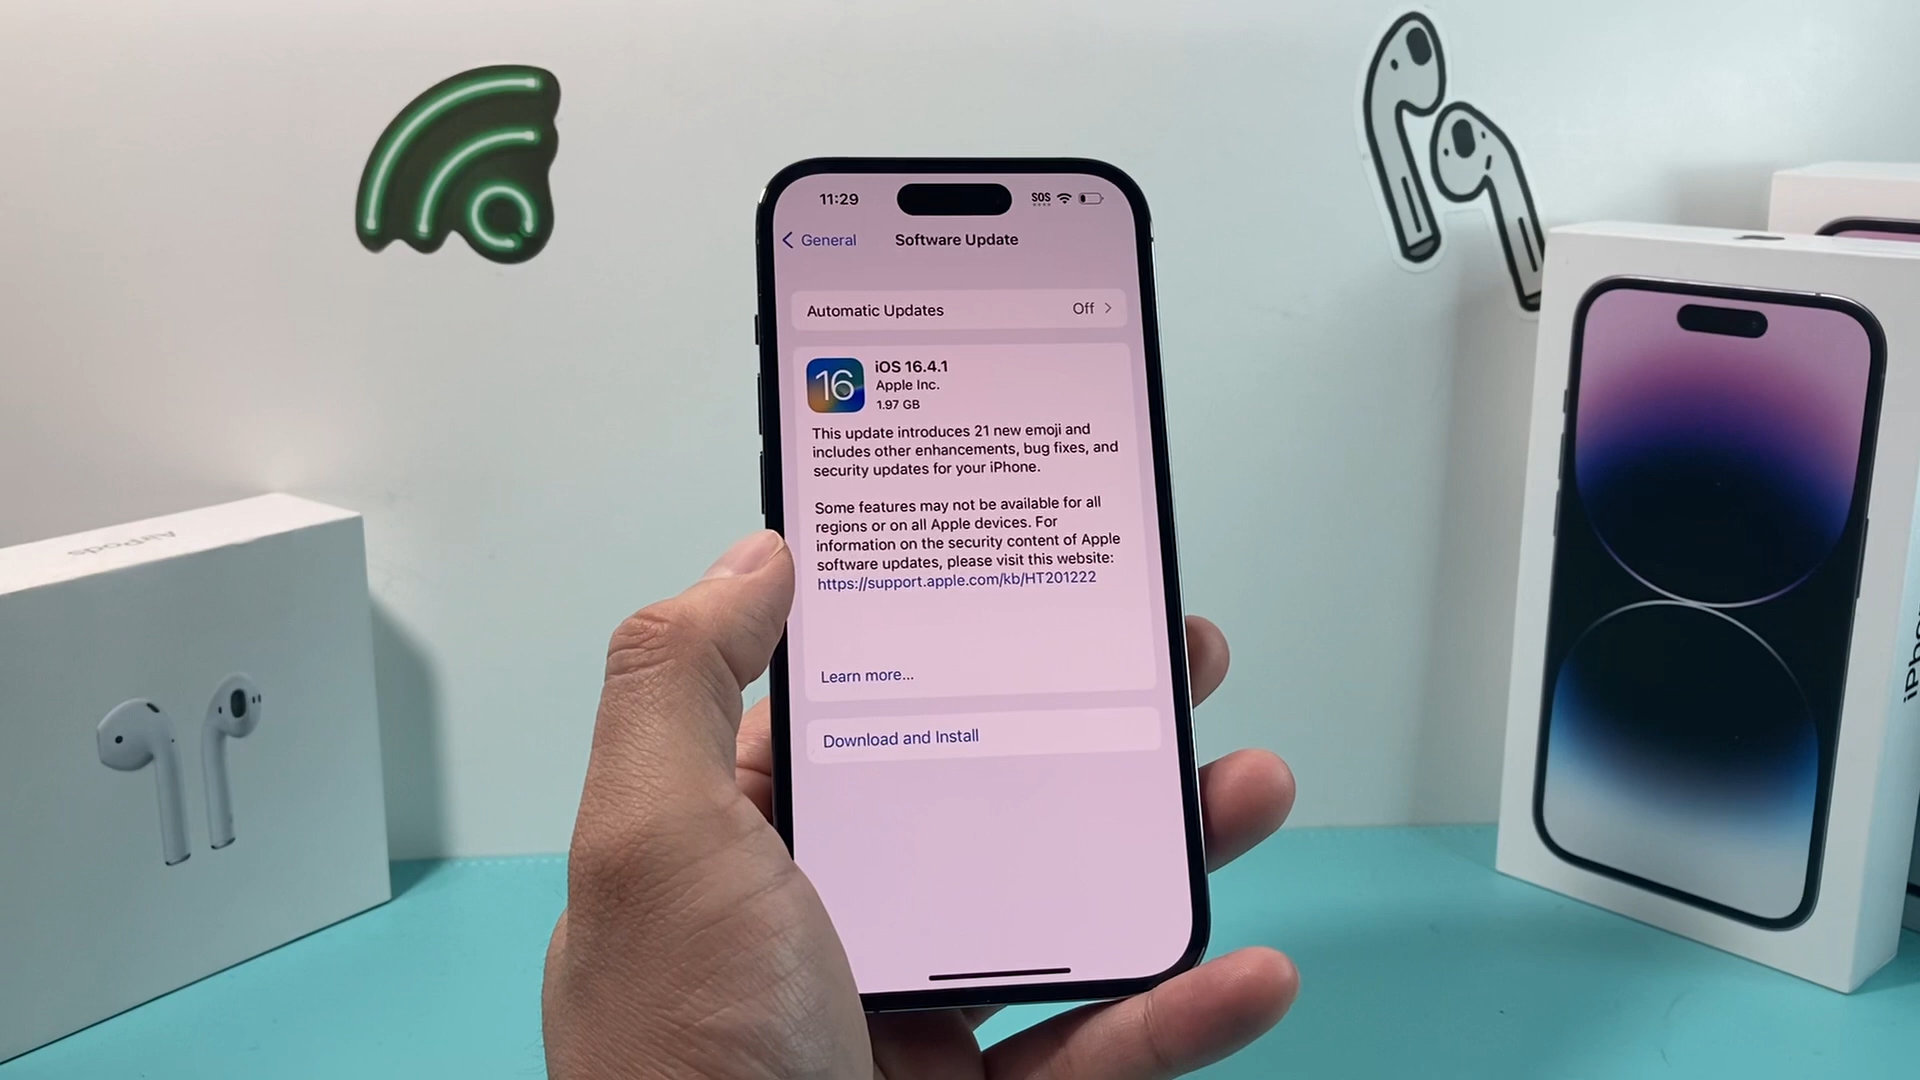 11:29
SOS
General
Software Update
Automatic Updates
Off
16
iOS 16.4.1
Apple Inc.
1.97 GB
This update introduces 21 new emoji and
includes other enhancements, bug fixes, and
security updates for your iPhone.
Some features may not be available for all
regions or on all Apple devices. For
information on the security content of Apple
software updates, please visit this website:
https://support.apple.com/kb/HT201222
Learn more...
Download and Install
AirPods